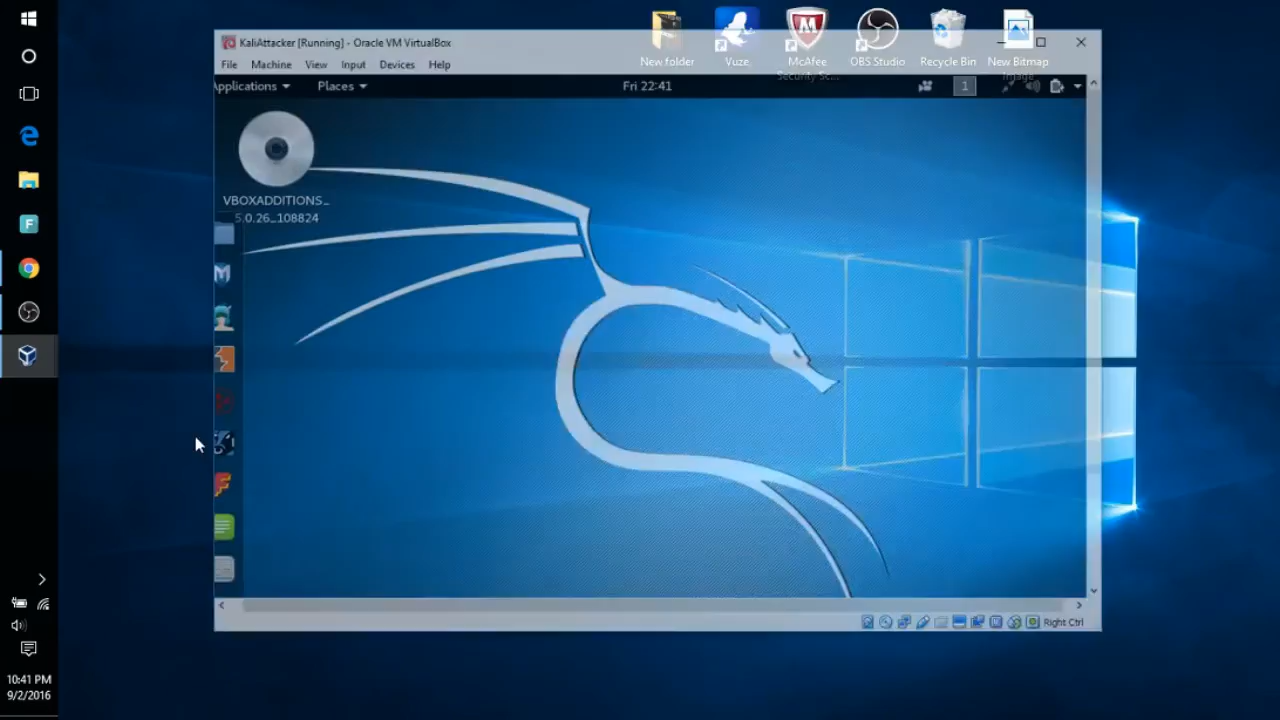 KaliAttacker [Running] - Oracle VM VirtualBox
File Machine View Input Devices Help
New folder
Vuze
McAfee
Security Sc...
OBS Studio
Recycle Bin
New Bitmap
Image
pplications
Places
Fri 22:41
1
VBOXADDITIONS_
5.0.26_108824
Right Ctrl
10:41 PM
9/2/2016